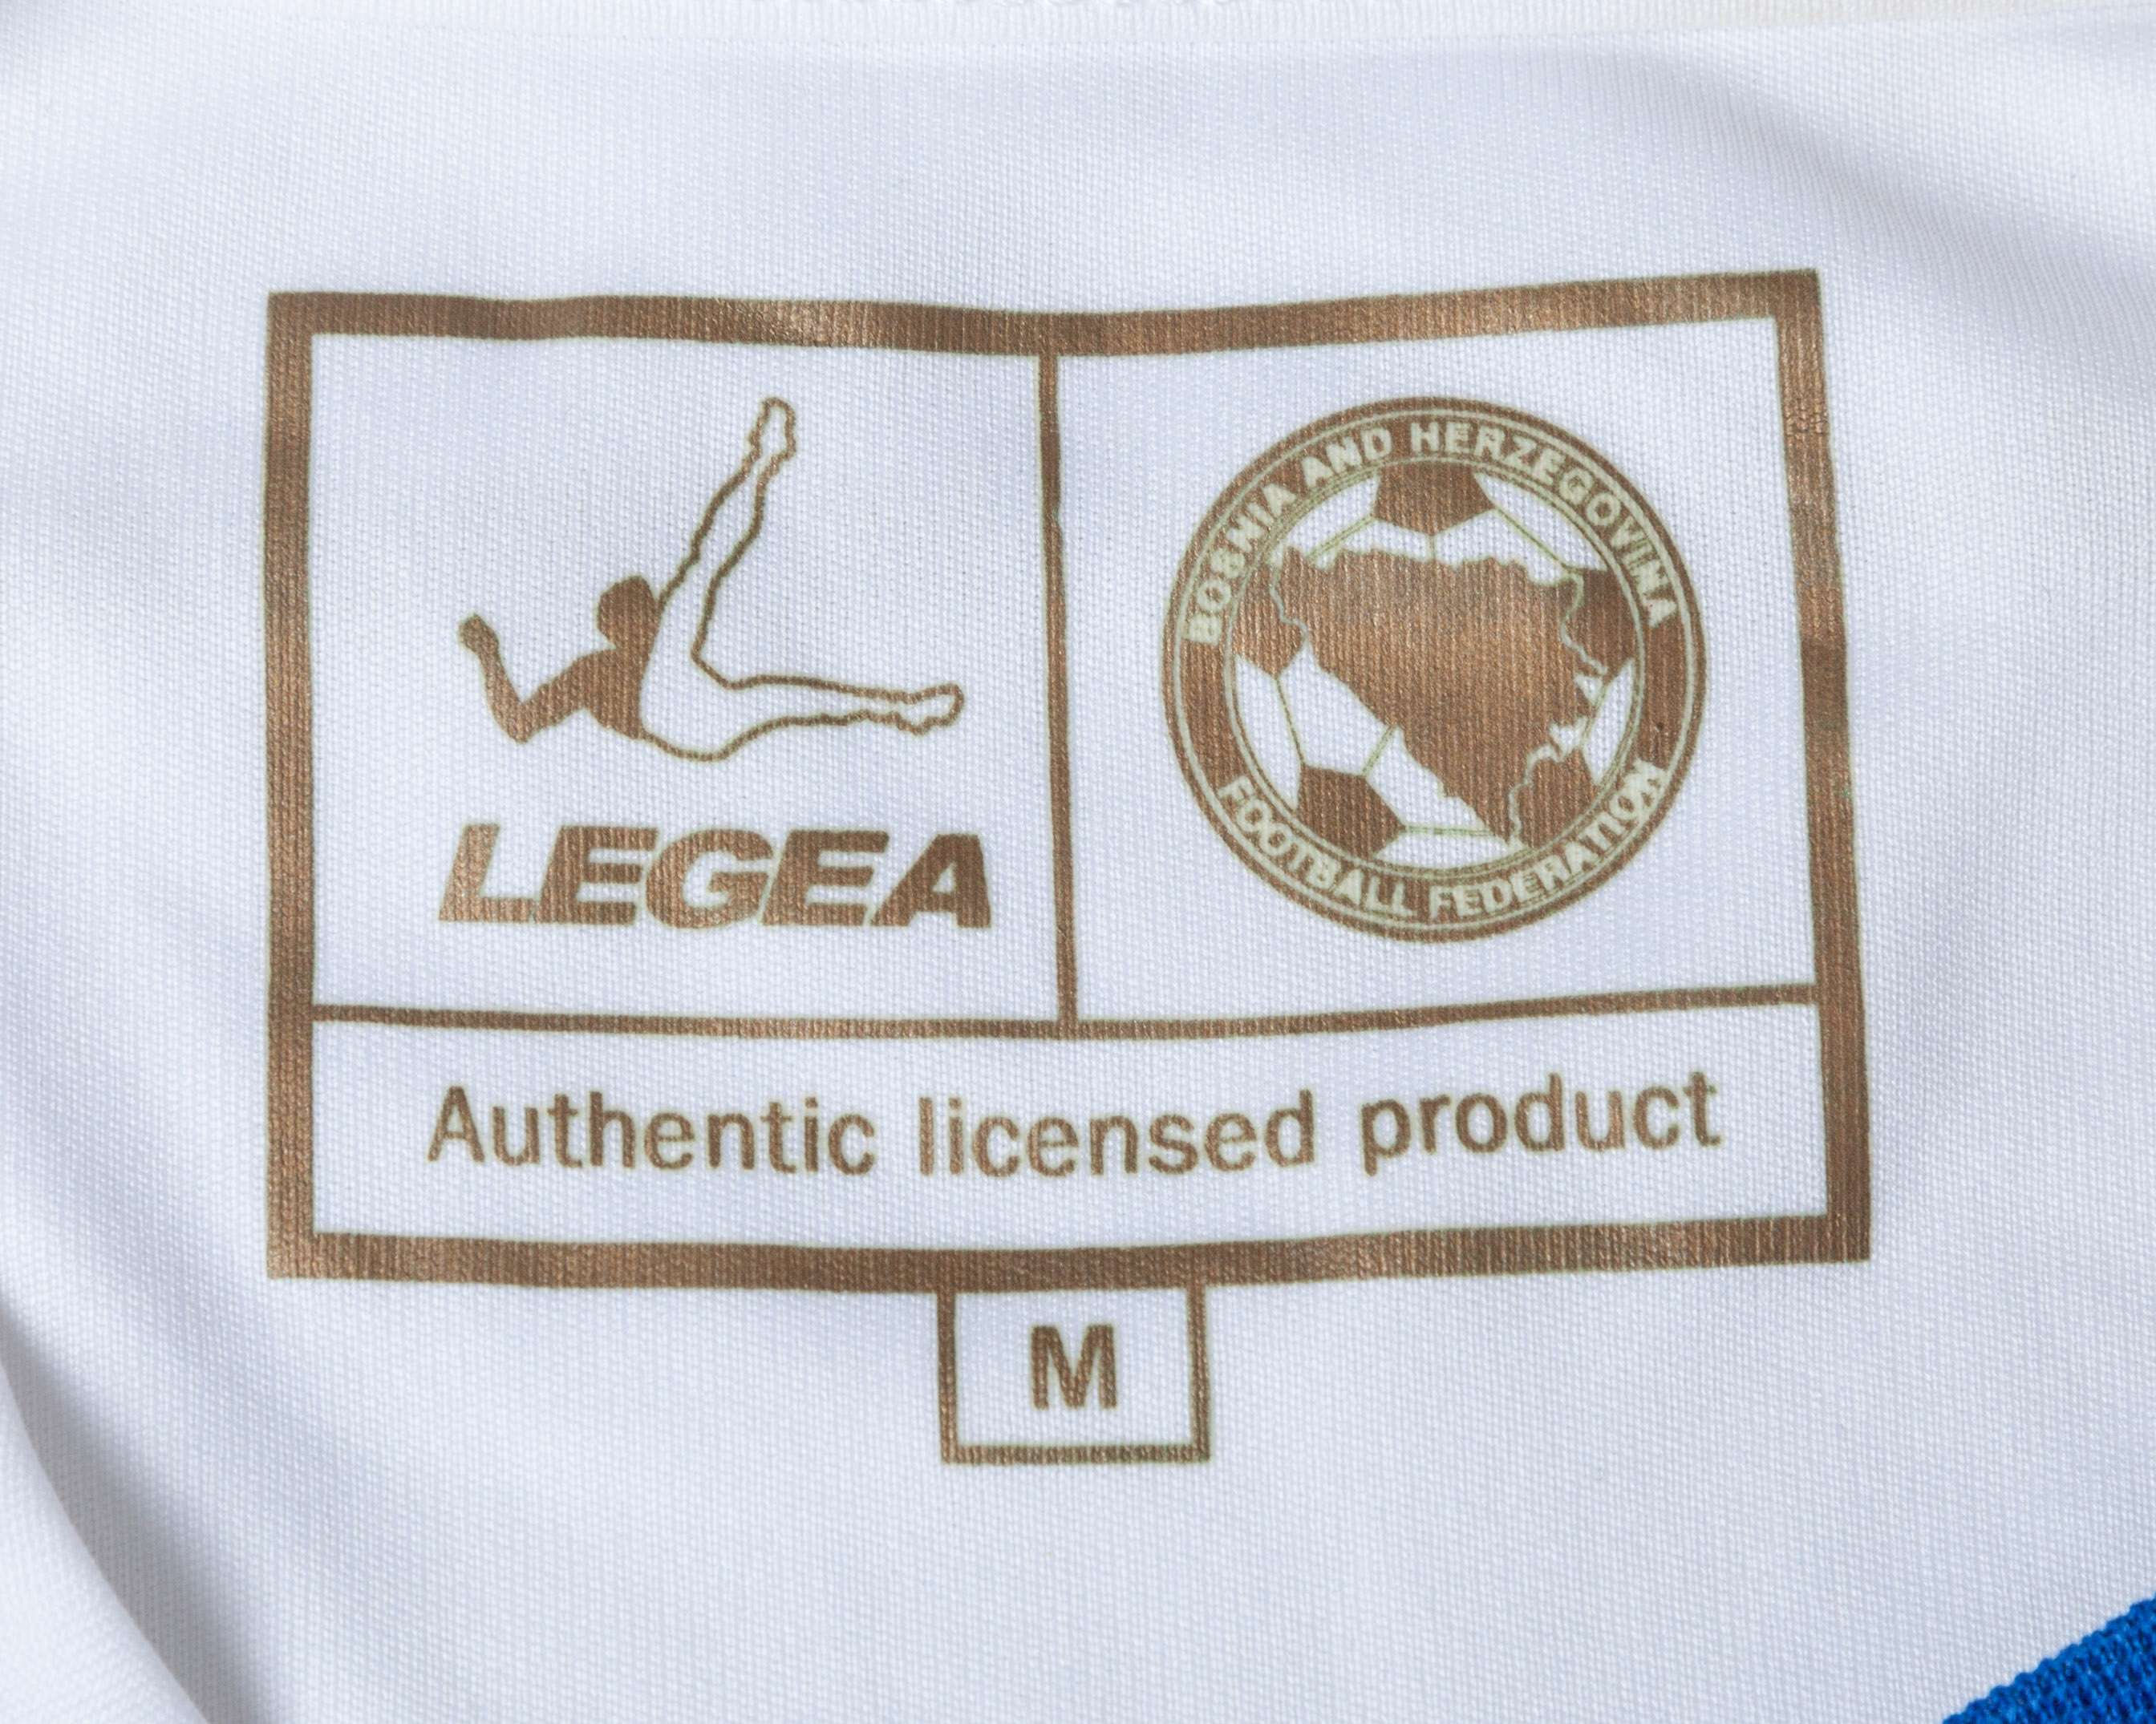 LEGEA
BOSNIA AND HERZEGOVINA
FOOTBALL FEDERATION
Authentic licensed product
M